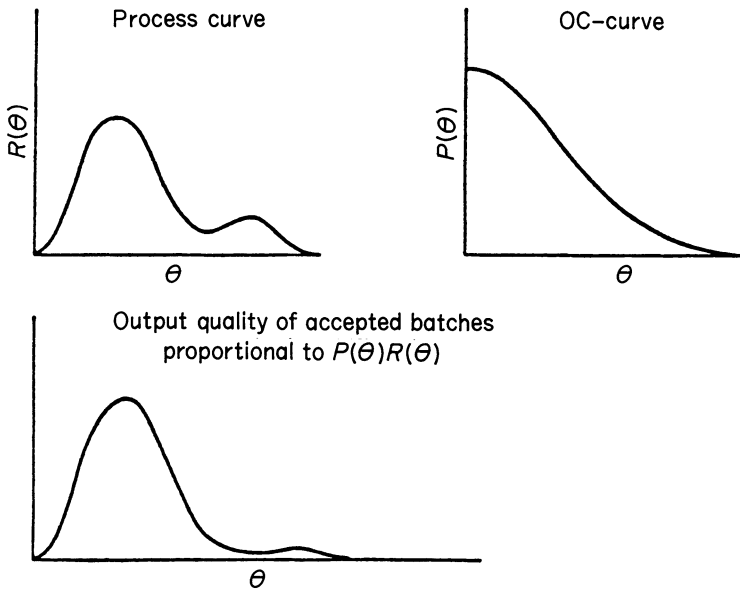 Process curve
R(θ)
θ
OC–curve
P(θ)
θ
Output quality of accepted batches
proportional to P(θ)R(θ)
θ